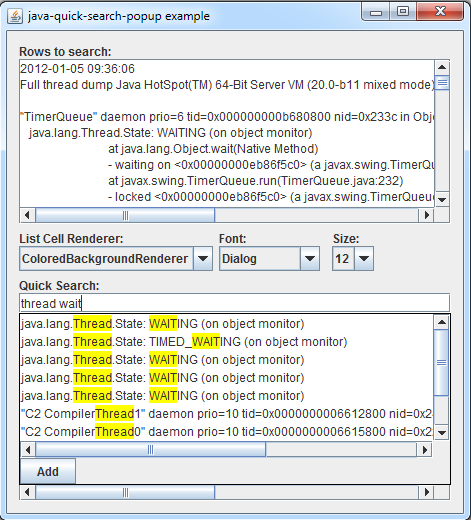 java-quick-search-popup example
Rows to search:
2012-01-05 09:36:06
Full thread dump Java HotSpot(TM) 64-Bit Server VM (20.0-b11 mixed mode)
"TimerQueue" daemon prio=6 tid=0x000000000b680800 nid=0x233c in Obje
java.lang.Thread.State: WAITING (on object monitor)
at java.lang.Object.wait(Native Method)
- waiting on <0x00000000eb86f5c0> (a javax.swing.TimerQu
at javax.swing.TimerQueue.run(TimerQueue.java:232)
- locked <0x00000000eb86f5c0> (a javax.swing.TimerQueu
List Cell Renderer:
Font:
Size:
ColoredBackgroundRenderer
Dialog
12
Quick Search:
thread wait
java.lang.Thread.State: WAITING (on object monitor)
java.lang.Thread.State: TIMED_WAITING (on object monitor)
java.lang.Thread.State: WAITING (on object monitor)
java.lang.Thread.State: WAITING (on object monitor)
java.lang.Thread.State: WAITING (on object monitor)
"C2 CompilerThread1" daemon prio=10 tid=0x0000000006612800 nid=0x2
"C2 CompilerThread0" daemon prio=10 tid=0x0000000006615800 nid=0x2
Add